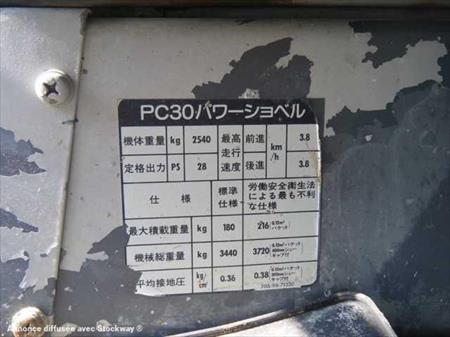 PC30パワーショベル
機体重量 kg 2540 最高走行速度 前進 km/h 3.8
定格出力 PS 28 後進 3.8
仕様 標準仕様 労働安全衛生法による最も不利な仕様
最大積載重量 kg 180 216
機械総重量 kg 3440 3720
平均接地圧 kg/cm 0.36 0.38
Annonce diffusée avec Stockway ®